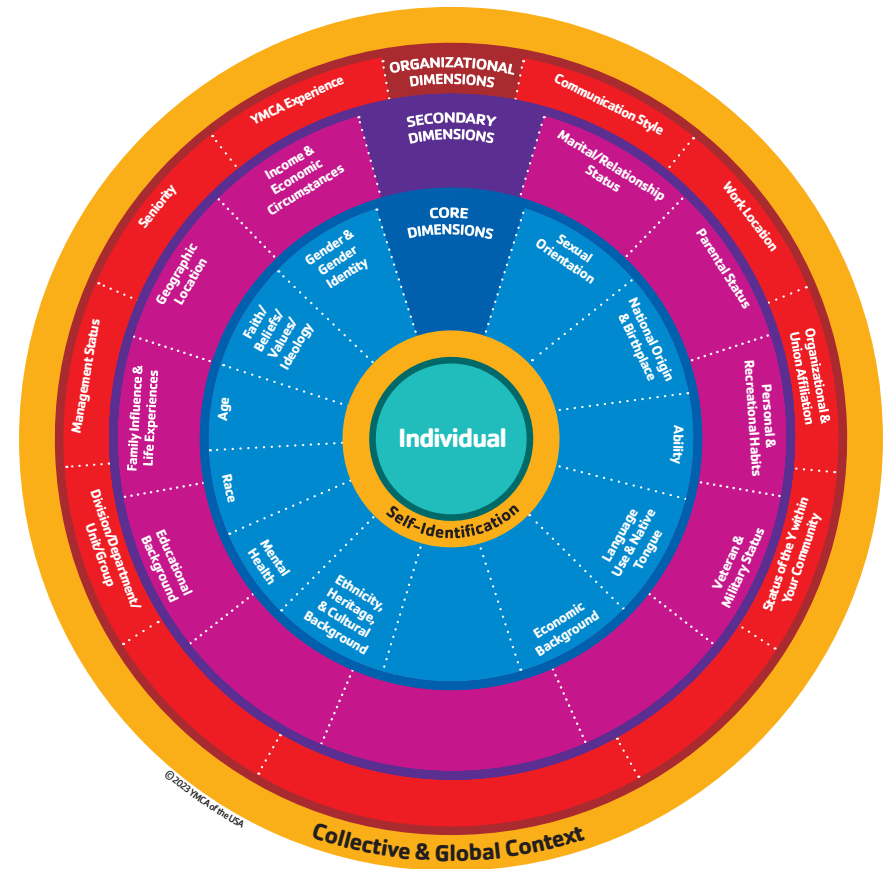 ORGANIZATIONAL
DIMENSIONS
Communication Style
Work Location
Organizational &
Union Affiliation
Status of the Y within
Your Community
Division/Department/
Unit/Group
Management Status
Seniority
YMCA Experience
SECONDARY
DIMENSIONS
Marital/Relationship
Status
Parental Status
Personal &
Recreational Habits
Veteran &
Military Status
Educational
Background
Family Influence &
Life Experiences
Geographic
Location
Income &
Economic
Circumstances
CORE
DIMENSIONS
Sexual
Orientation
National Origin
& Birthplace
Ability
Language
Use & Native
Tongue
Economic
Background
Ethnicity,
Heritage,
& Cultural
Background
Mental
Health
Race
Age
Faith/
Beliefs/
Values/
Ideology
Gender &
Gender
Identity
Individual
Self-Identification
Collective & Global Context
© 2023 YMCA of the USA